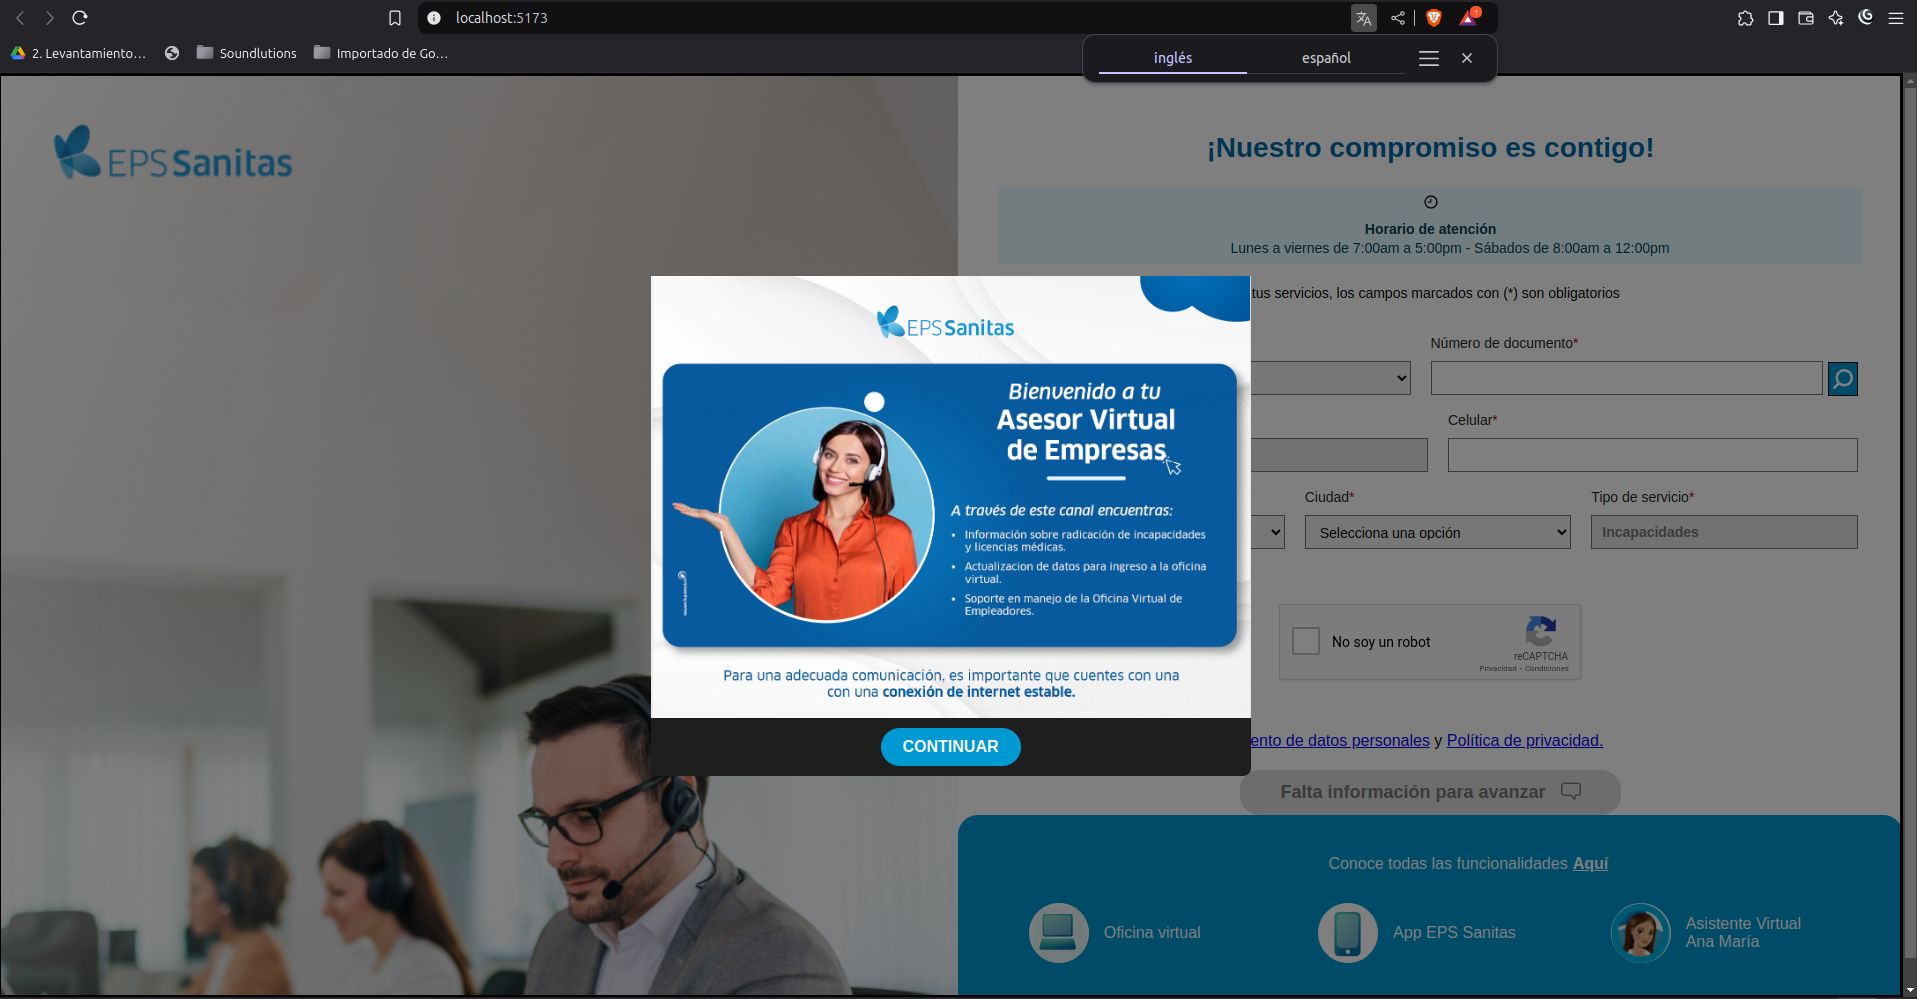 localhost:5173
1
2. Levantamiento…
Soundlutions
Importado de Go…
inglés
español
EPS Sanitas
¡Nuestro compromiso es contigo!
Horario de atención
Lunes a viernes de 7:00am a 5:00pm - Sábados de 8:00am a 12:00pm
tus servicios, los campos marcados con (*) son obligatorios
Número de documento*
Celular*
Ciudad*
Tipo de servicio*
Selecciona una opción
Incapacidades
No soy un robot
reCAPTCHA
Privacidad - Condiciones
ento de datos personales y Política de privacidad.
Falta información para avanzar
Conoce todas las funcionalidades Aquí
Oficina virtual
App EPS Sanitas
Asistente Virtual
Ana María
EPS Sanitas
Bienvenido a tu
Asesor Virtual
de Empresas
A través de este canal encuentras:
• Información sobre radicación de incapacidades
y licencias médicas.
• Actualizacion de datos para ingreso a la oficina
virtual.
• Soporte en manejo de la Oficina Virtual de
Empleadores.
Para una adecuada comunicación, es importante que cuentes con una
con una conexión de internet estable.
CONTINUAR